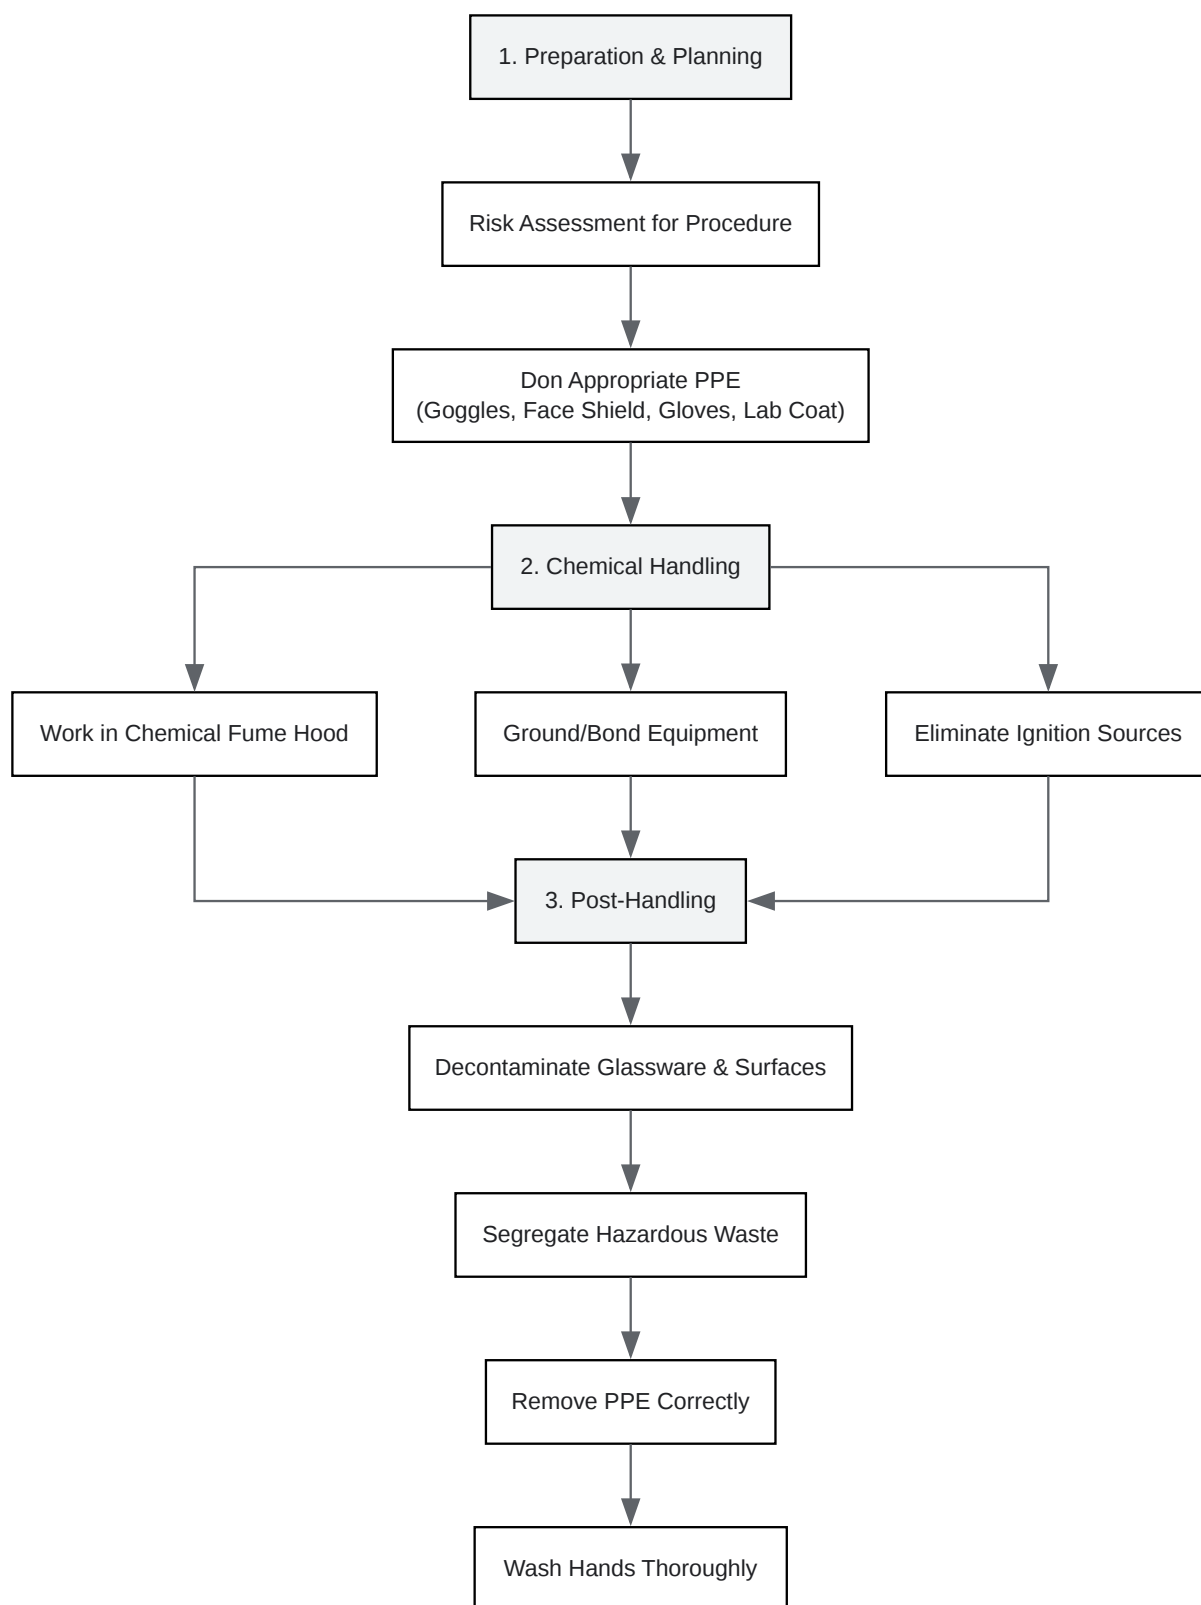 1. Preparation & Planning
Risk Assessment for Procedure
Don Appropriate PPE
(Goggles, Face Shield, Gloves, Lab Coat)
2. Chemical Handling
Work in Chemical Fume Hood
Ground/Bond Equipment
Eliminate Ignition Sources
3. Post-Handling
Decontaminate Glassware & Surfaces
Segregate Hazardous Waste
Remove PPE Correctly
Wash Hands Thoroughly